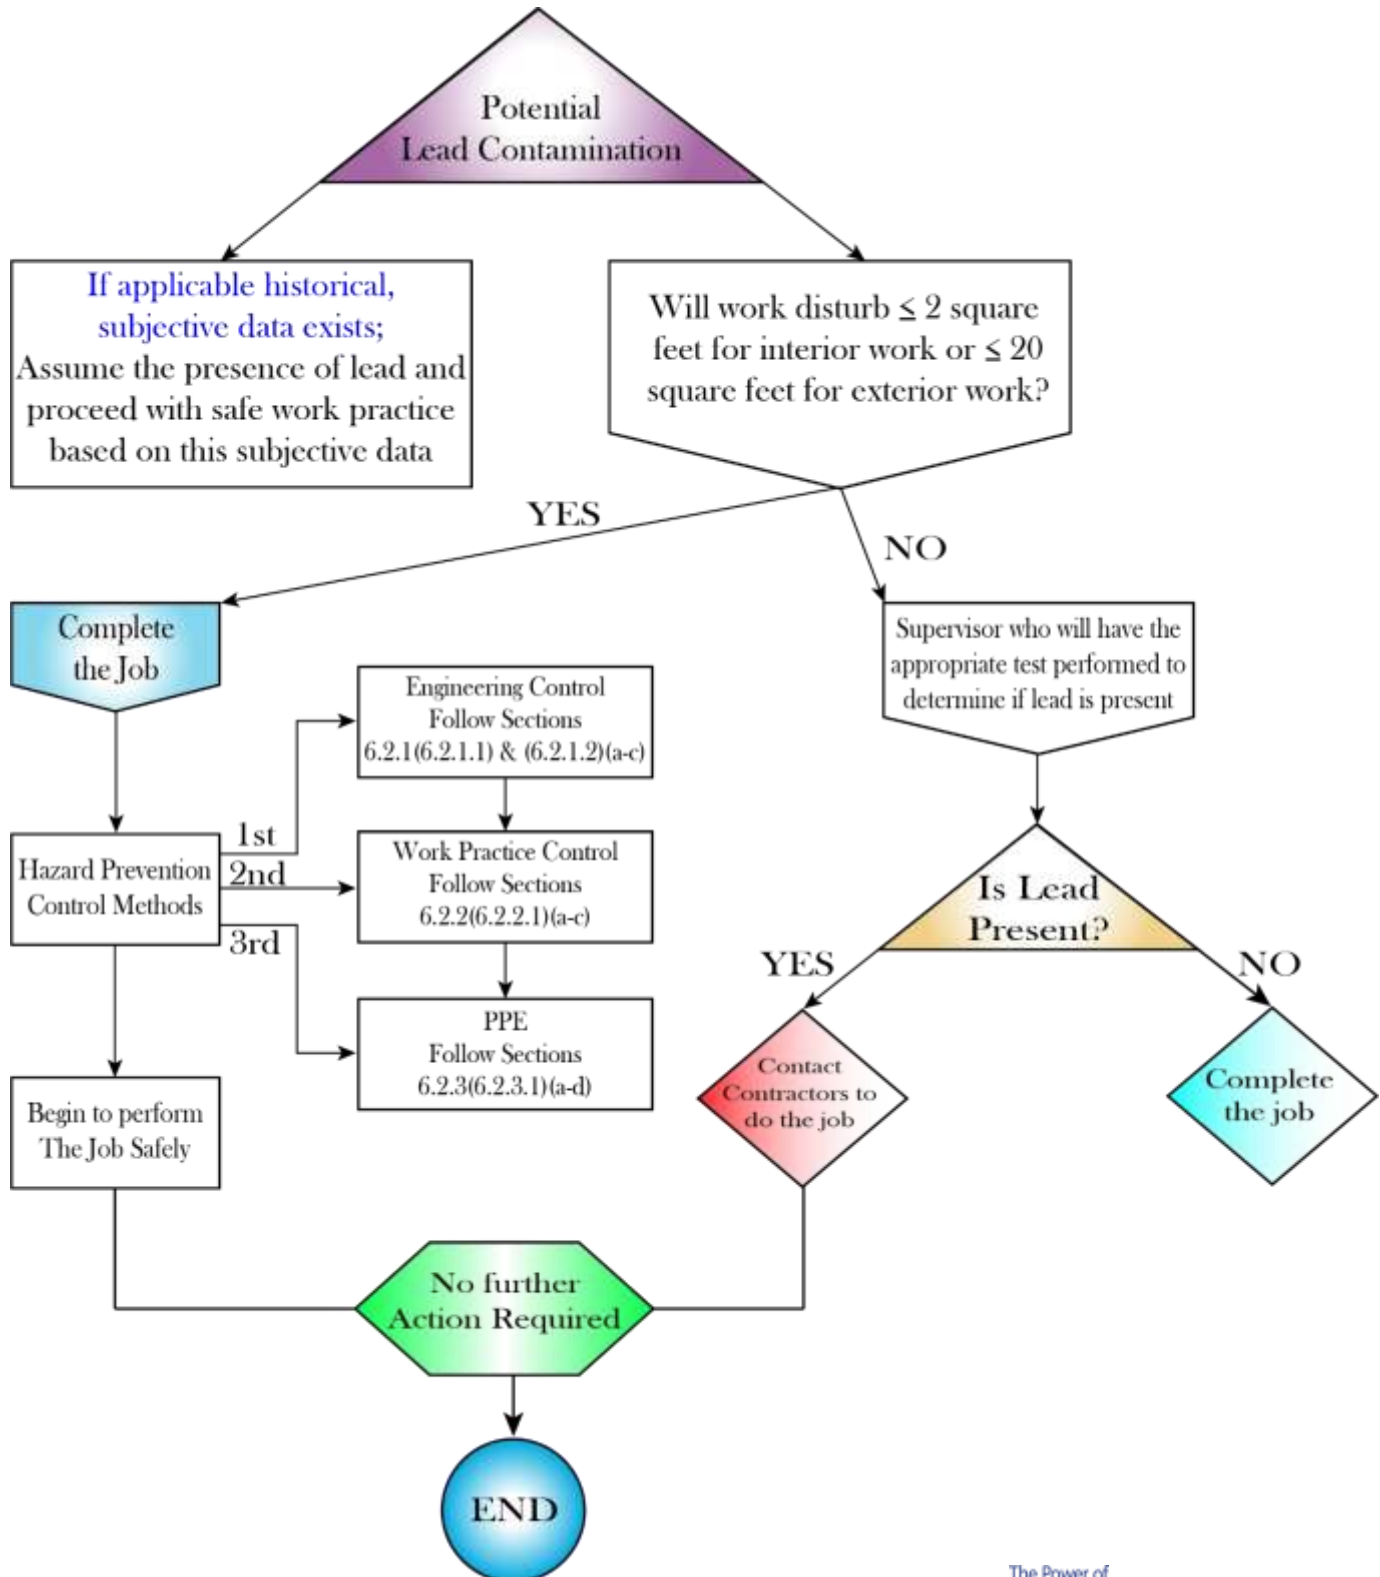 Potential
Lead Contamination
If applicable historical,
subjective data exists;
Assume the presence of lead and
proceed with safe work practice
based on this subjective data
Will work disturb ≤ 2 square
feet for interior work or ≤ 20
square feet for exterior work?
YES
NO
Complete
the Job
Supervisor who will have the
appropriate test performed to
determine if lead is present
Engineering Control
Follow Sections
6.2.1(6.2.1.1) & (6.2.1.2)(a-c)
Hazard Prevention
Control Methods
1st
2nd
3rd
Work Practice Control
Follow Sections
6.2.2(6.2.2.1)(a-c)
Is Lead
Present?
YES
NO
PPE
Follow Sections
6.2.3(6.2.3.1)(a-d)
Contact
Contractors to
do the job
Complete
the job
Begin to perform
The Job Safely
No further
Action Required
END
The Power of